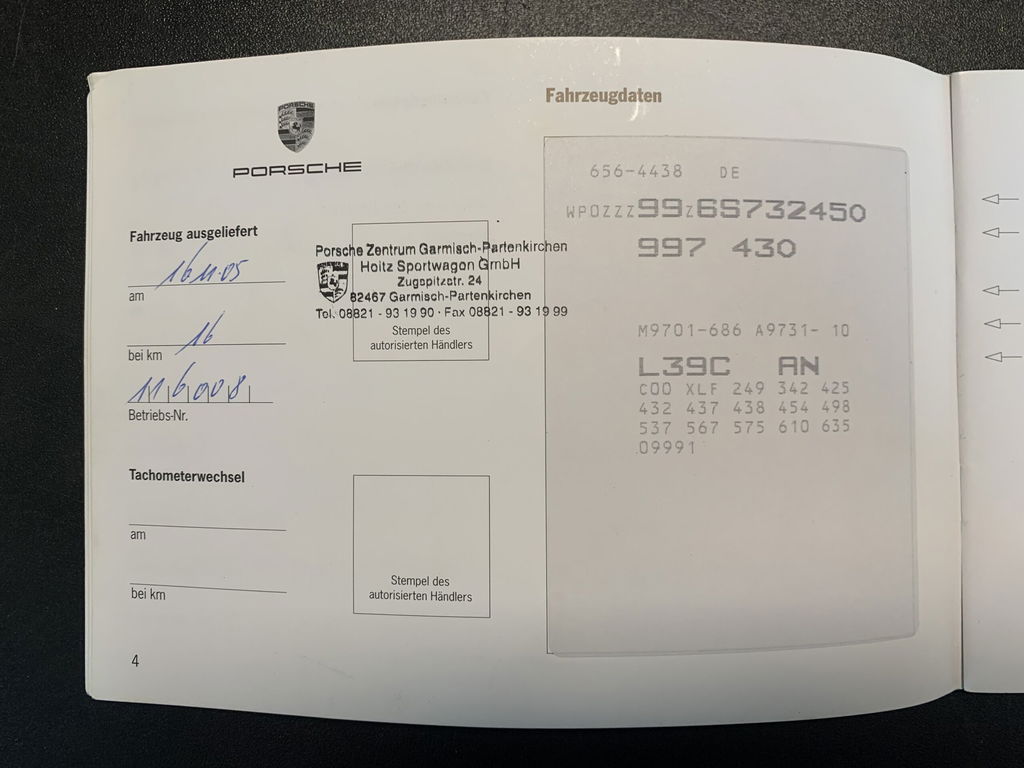 PORSCHE
PORSCHE
Fahrzeug ausgeliefert
16.11.05
am
16
bei km
116008
Betriebs-Nr.
Porsche Zentrum Garmisch-Partenkirchen
Hoitz Sportwagen GmbH
Zugspitzstr. 24
82467 Garmisch-Partenkirchen
Tel. 08821 - 93 19 90 · Fax 08821 - 93 19 99
Stempel des
autorisierten Händlers
Tachometerwechsel
am
bei km
Stempel des
autorisierten Händlers
4
Fahrzeugdaten
656-4438 DE
WPOZZZ99Z6S732450
997 430
M9701-686 A9731- 10
L39C AN
C00 XLF 249 342 425
432 437 438 454 498
537 567 575 610 635
09991